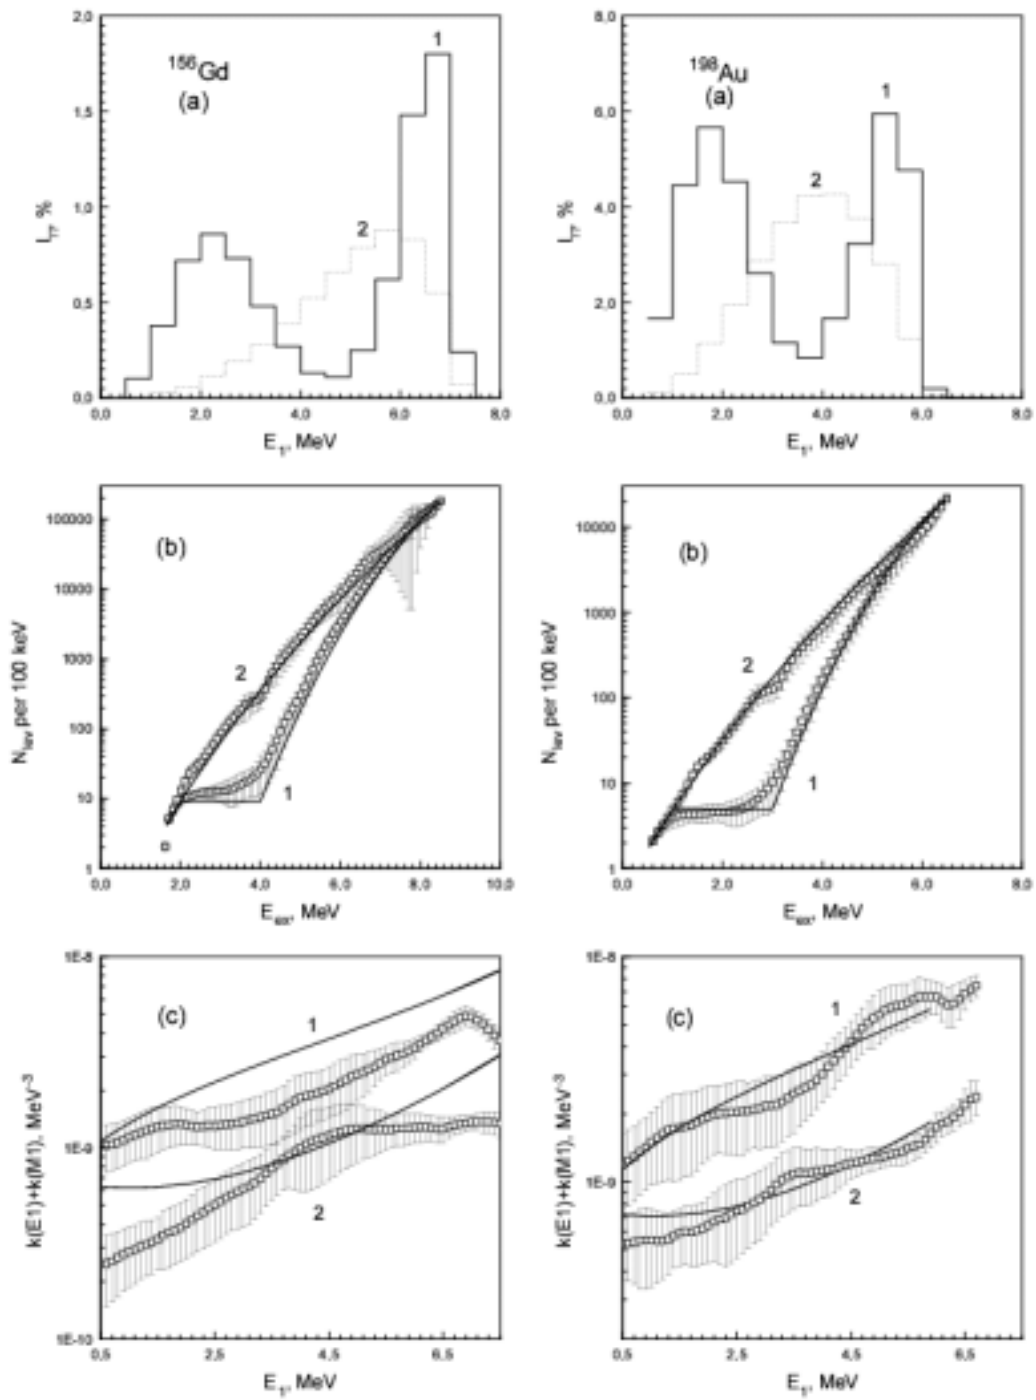 2,0
1
¹⁵⁶Gd
(a)
1,5
1,0
2
0,5
0,0
0,0 2,0 4,0 6,0 8,0
E₁, MeV
I_γγ, %
8,0
¹⁹⁸Au
(a)
1
6,0
2
4,0
2,0
0,0
0,0 2,0 4,0 6,0 8,0
E₁, MeV
I_γγ, %
100000
(b)
10000
1000
2
100
10
1
1
0,0 2,0 4,0 6,0 8,0 10,0
E_ex, MeV
N_lev per 100 keV
10000
(b)
1000
2
100
10
1
1
0,0 2,0 4,0 6,0 8,0
E_ex, MeV
N_lev per 100 keV
1E-8
(c)
1
1E-9
2
1E-10
0,5 2,5 4,5 6,5
E₁, MeV
k(E1)+k(M1), MeV⁻³
1E-8
(c)
1
1E-9
2
0,5 2,5 4,5 6,5
E₁, MeV
k(E1)+k(M1), MeV⁻³